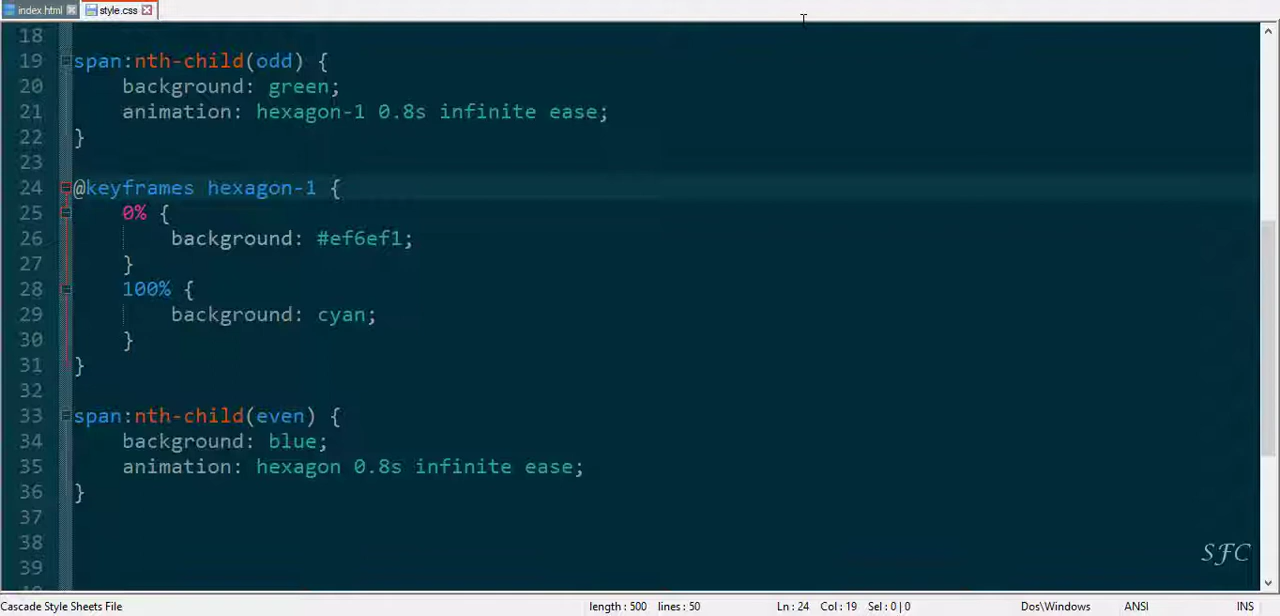 index.html style.css
18
19 span:nth-child(odd) {
20 background: green;
21 animation: hexagon-1 0.8s infinite ease;
22 }
23
24 @keyframes hexagon-1 {
25 0% {
26 background: #ef6ef1;
27 }
28 100% {
29 background: cyan;
30 }
31 }
32
33 span:nth-child(even) {
34 background: blue;
35 animation: hexagon 0.8s infinite ease;
36 }
37
38
39
SFC
Cascade Style Sheets File length : 500 lines : 50 Ln : 24 Col : 19 Sel : 0 | 0 Dos\Windows ANSI INS